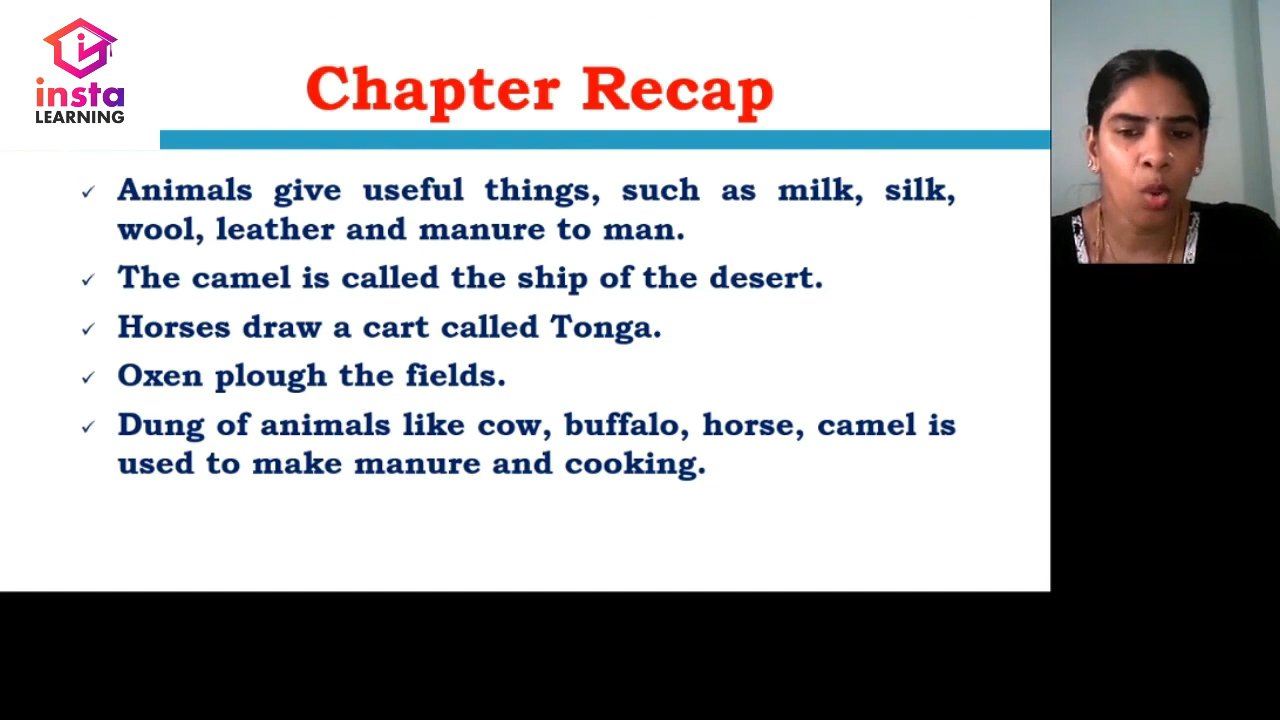 insta
LEARNING
Chapter Recap
✓ Animals give useful things, such as milk, silk,
wool, leather and manure to man.
✓ The camel is called the ship of the desert.
✓ Horses draw a cart called Tonga.
✓ Oxen plough the fields.
✓ Dung of animals like cow, buffalo, horse, camel is
used to make manure and cooking.